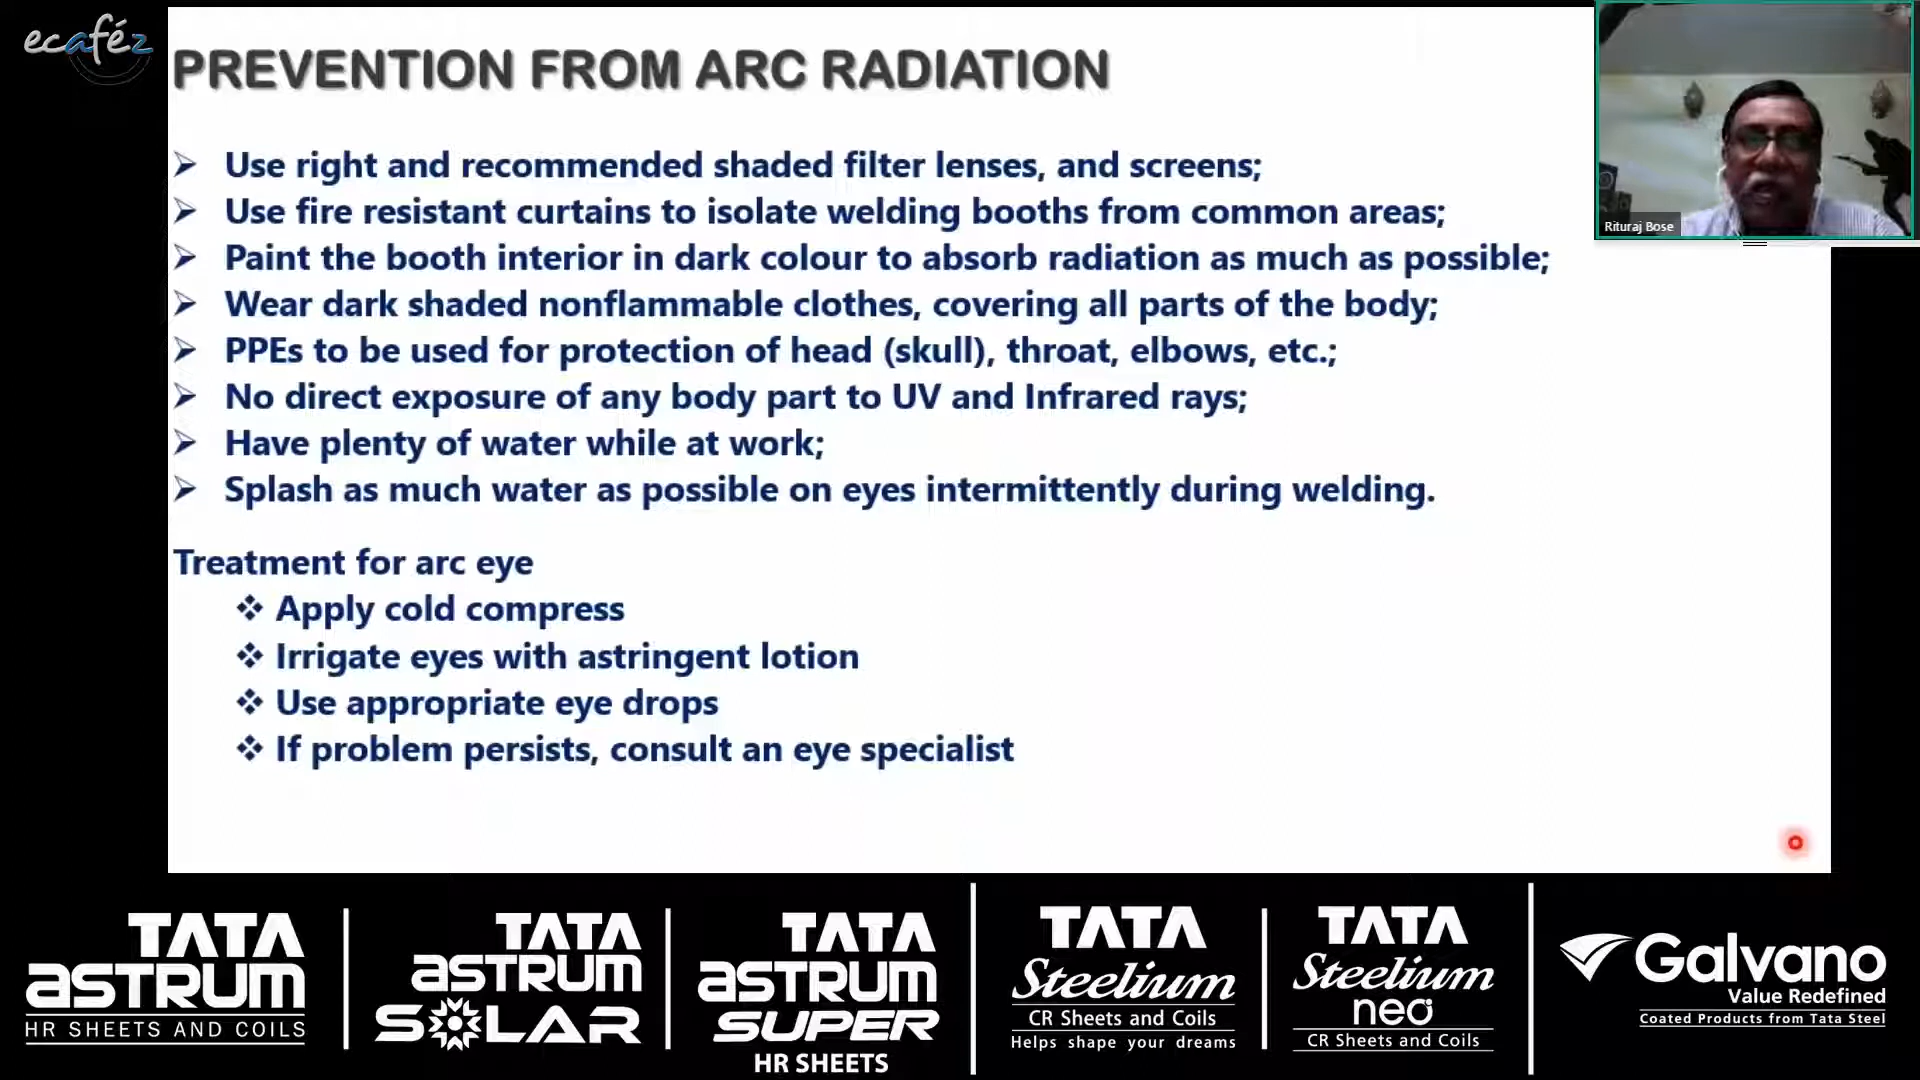 ecaféz
PREVENTION FROM ARC RADIATION
Use right and recommended shaded filter lenses, and screens;
Use fire resistant curtains to isolate welding booths from common areas;
Paint the booth interior in dark colour to absorb radiation as much as possible;
Wear dark shaded nonflammable clothes, covering all parts of the body;
PPEs to be used for protection of head (skull), throat, elbows, etc.;
No direct exposure of any body part to UV and Infrared rays;
Have plenty of water while at work;
Splash as much water as possible on eyes intermittently during welding.
Treatment for arc eye
Apply cold compress
Irrigate eyes with astringent lotion
Use appropriate eye drops
If problem persists, consult an eye specialist
Rituraj Bose
TATA
ASTRUM
HR SHEETS AND COILS
TATA
ASTRUM
SOLAR
TATA
ASTRUM
SUPER
HR SHEETS
TATA
Steelium
CR Sheets and Coils
Helps shape your dreams
TATA
Steelium
neo
CR Sheets and Coils
Galvano
Value Redefined
Coated Products from Tata Steel